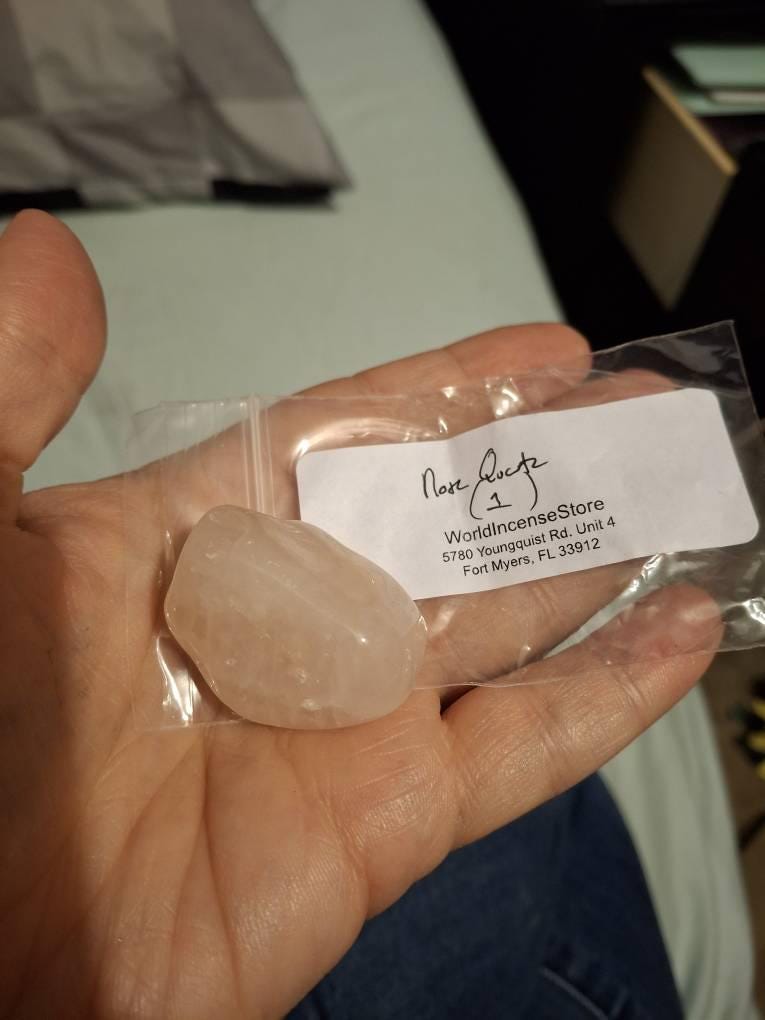 Rose Quartz
(1)
WorldIncenseStore
5780 Youngquist Rd. Unit 4
Fort Myers, FL 33912